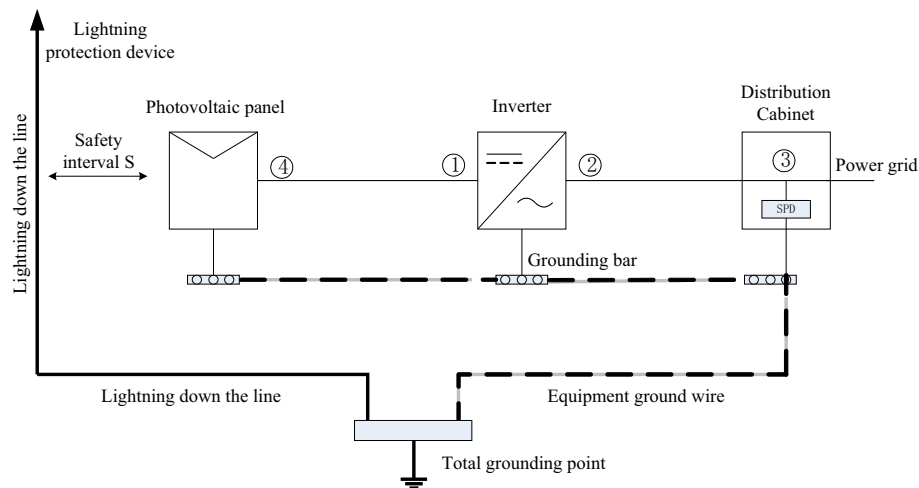 Lightning
protection device
Lightning down the line
Safety
interval S
Photovoltaic panel
④
①
Inverter
②
Distribution
Cabinet
③
SPD
Power grid
Grounding bar
Lightning down the line
Equipment ground wire
Total grounding point